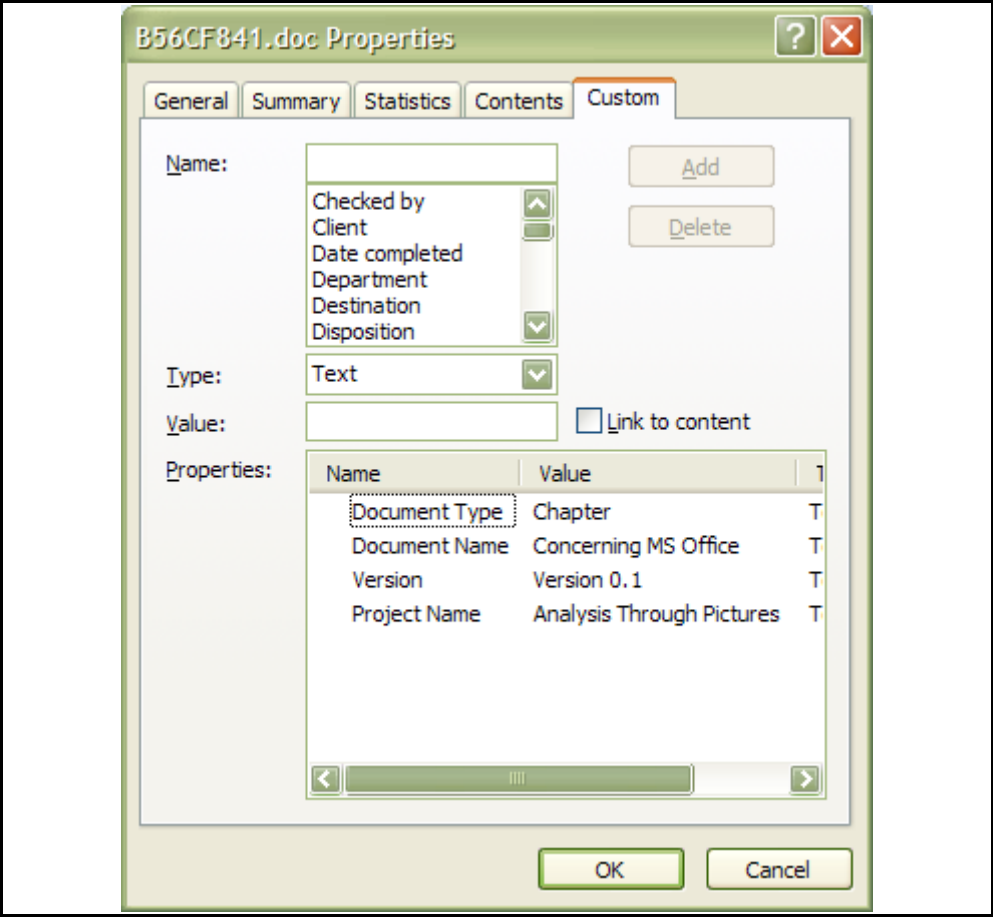 B56CF841.doc Properties
?
General Summary Statistics Contents Custom
Name:
Add
Checked by
Client
Date completed
Department
Destination
Disposition
Delete
Type: Text
Value: Link to content
Properties: Name Value
Document Type Chapter
Document Name Concerning MS Office
Version Version 0.1
Project Name Analysis Through Pictures
OK Cancel